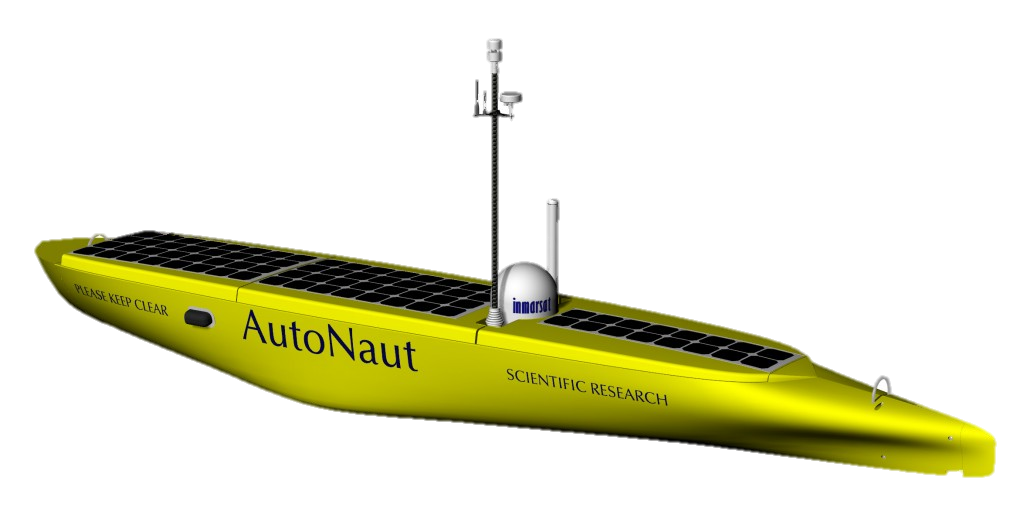 PLEASE KEEP CLEAR
AutoNaut
inmarsat
SCIENTIFIC RESEARCH